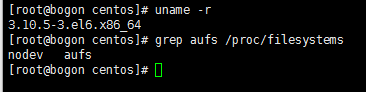 [root@bogon centos]# uname -r
3.10.5-3.el6.x86_64
[root@bogon centos]# grep aufs /proc/filesystems
nodev   aufs
[root@bogon centos]#